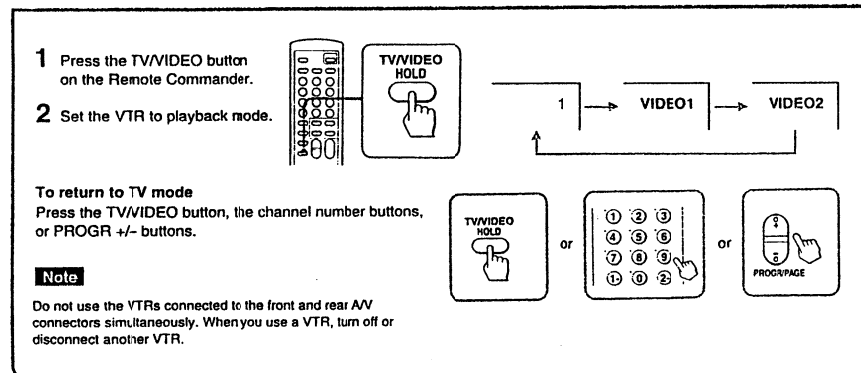 1 Press the TV/VIDEO button
on the Remote Commander.
2 Set the VTR to playback mode.
TV/VIDEO
HOLD
1
VIDEO1
VIDEO2
To return to TV mode
Press the TV/VIDEO button, the channel number buttons,
or PROGR +/– buttons.
TV/VIDEO
HOLD
or
1 2 3
4 5 6
7 8 9
1- 0 2-
or
PROGR/PAGE
Note
Do not use the VTRs connected to the front and rear A/V
connectors simultaneously. When you use a VTR, turn off or
disconnect another VTR.